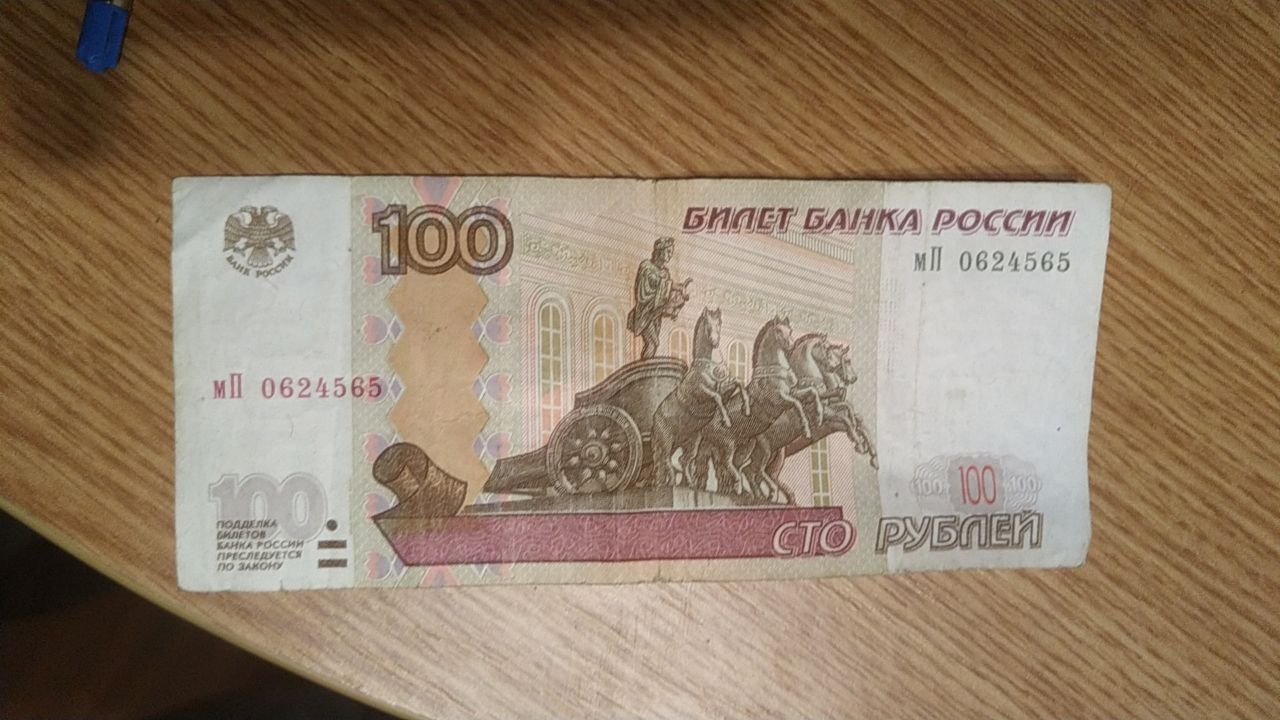 БАНК РОССИИ
100
БИЛЕТ БАНКА РОССИИ
мП 0624565
мП 0624565
100
ПОДДЕЛКА
БИЛЕТОВ
БАНКА РОССИИ
ПРЕСЛЕДУЕТСЯ
ПО ЗАКОНУ
100 100 100
СТО РУБЛЕЙ